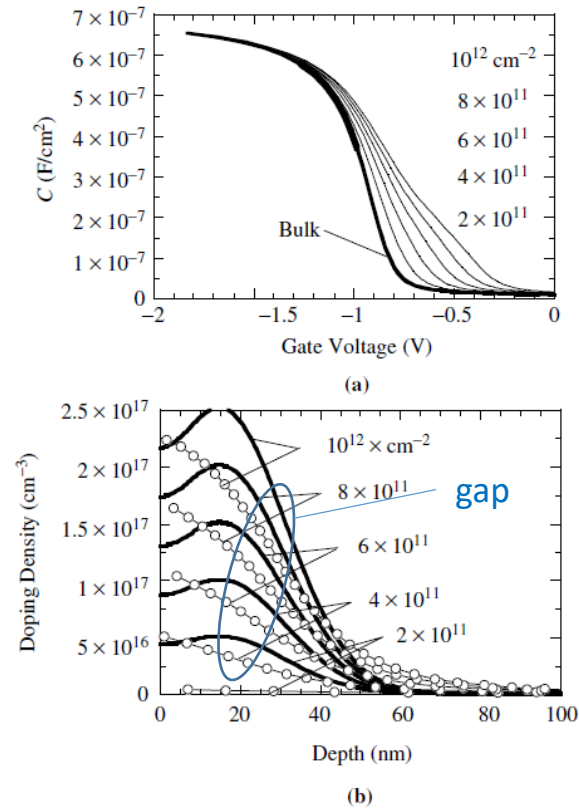 7 × 10⁻⁷
6 × 10⁻⁷
5 × 10⁻⁷
4 × 10⁻⁷
3 × 10⁻⁷
2 × 10⁻⁷
1 × 10⁻⁷
0
C (F/cm²)
10¹² cm⁻²
8 × 10¹¹
6 × 10¹¹
4 × 10¹¹
2 × 10¹¹
Bulk
−2 −1.5 −1 −0.5 0
Gate Voltage (V)
(a)
2.5 × 10¹⁷
2 × 10¹⁷
1.5 × 10¹⁷
1 × 10¹⁷
5 × 10¹⁶
0
Doping Density (cm⁻³)
10¹² × cm⁻²
8 × 10¹¹
gap
6 × 10¹¹
4 × 10¹¹
2 × 10¹¹
0 20 40 60 80 100
Depth (nm)
(b)